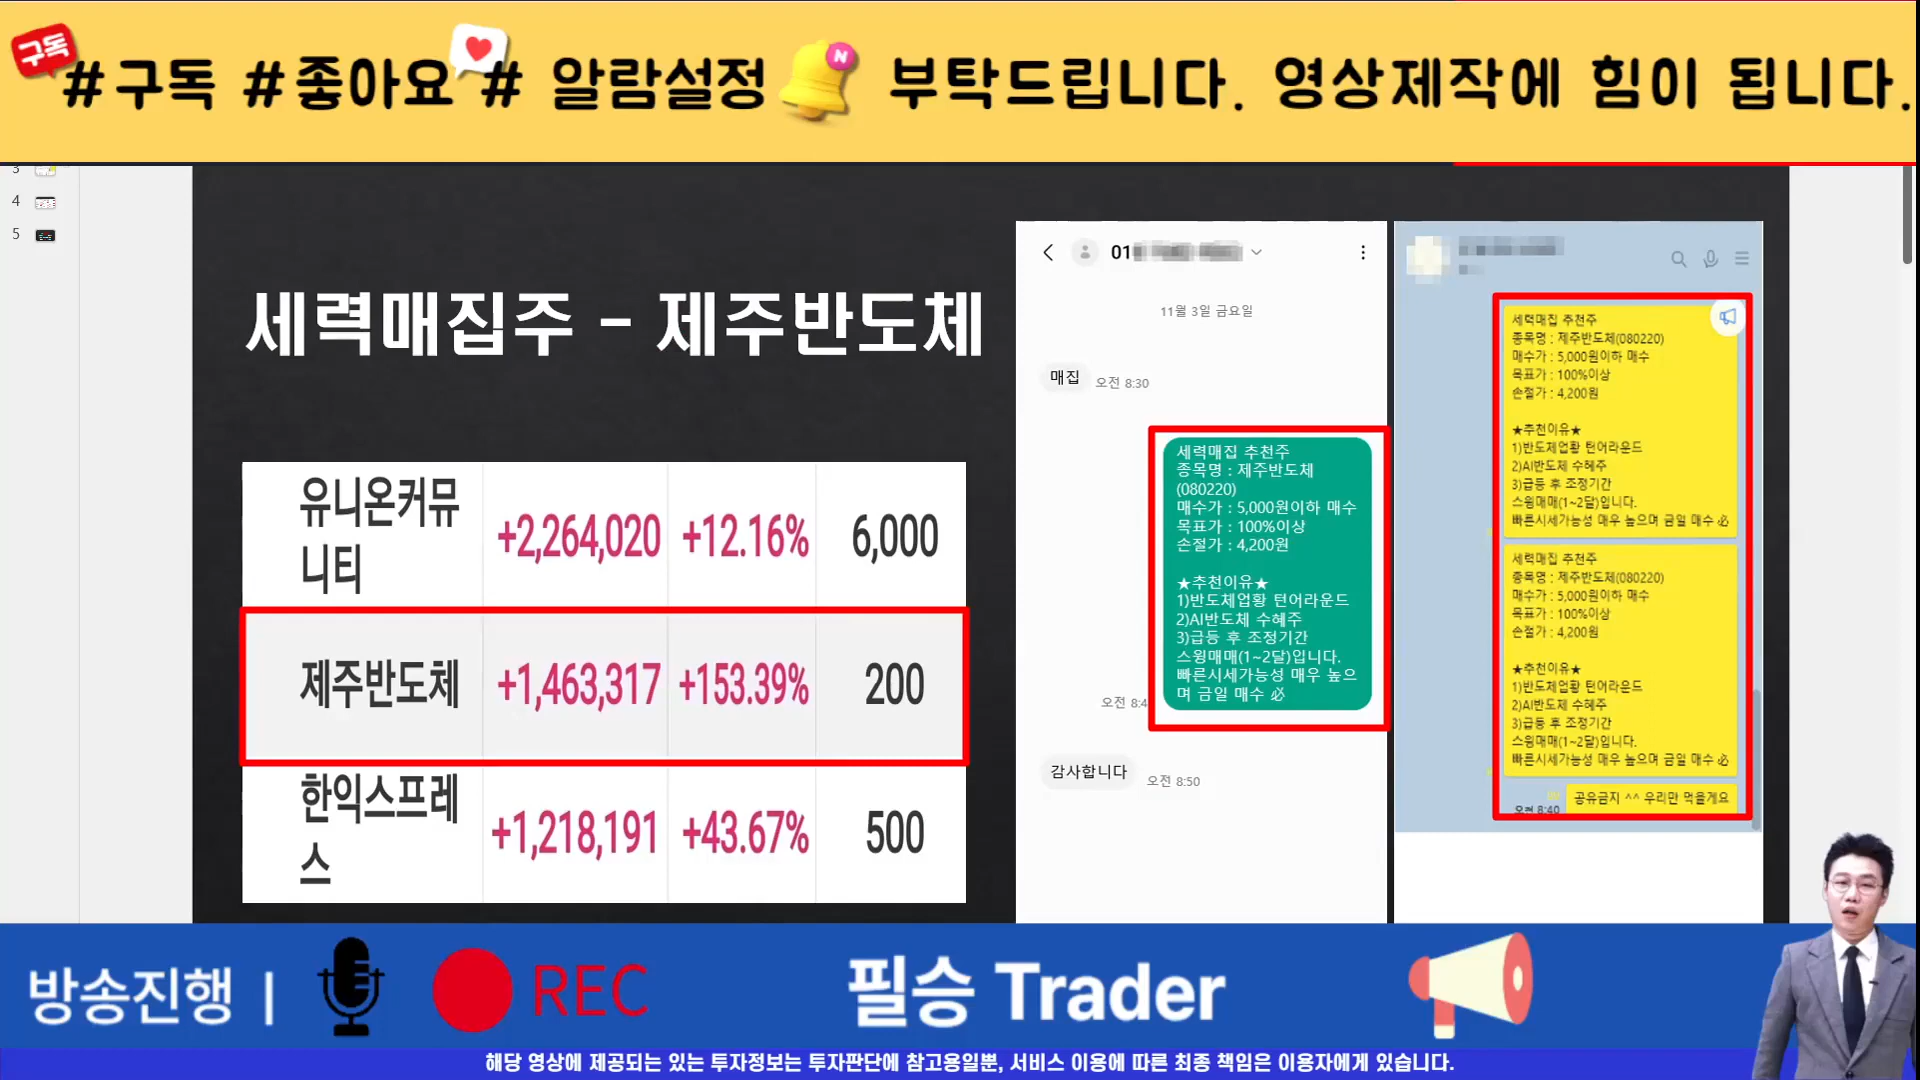 구독
#구독 #좋아요 # 알람설정 N 부탁드립니다. 영상제작에 힘이 됩니다.
3
4
5
세력매집주 - 제주반도체
유니온커뮤
니티
+2,264,020 +12.16% 6,000
제주반도체 +1,463,317 +153.39% 200
한익스프레
스
+1,218,191 +43.67% 500
01
11월 3일 금요일
매집 오전 8:30
세력매집 추천주
종목명 : 제주반도체
(080220)
매수가 : 5,000원이하 매수
목표가 : 100%이상
손절가 : 4,200원
★추천이유★
1)반도체업황 턴어라운드
2)AI반도체 수혜주
3)급등 후 조정기간
스윙매매(1~2달)입니다.
빠른시세가능성 매우 높으
며 금일 매수 必
오전 8:4
감사합니다 오전 8:50
세력매집 추천주
종목명 : 제주반도체(080220)
매수가 : 5,000원이하 매수
목표가 : 100%이상
손절가 : 4,200원
★추천이유★
1)반도체업황 턴어라운드
2)AI반도체 수혜주
3)급등 후 조정기간
스윙매매(1~2달)입니다.
빠른시세가능성 매우 높으며 금일 매수 必
세력매집 추천주
종목명 : 제주반도체(080220)
매수가 : 5,000원이하 매수
목표가 : 100%이상
손절가 : 4,200원
★추천이유★
1)반도체업황 턴어라운드
2)AI반도체 수혜주
3)급등 후 조정기간
스윙매매(1~2달)입니다.
빠른시세가능성 매우 높으며 금일 매수 必
오전 8:40 공유금지 ^^ 우리만 먹을게요
방송진행 | REC 필승 Trader
해당 영상에 제공되는 있는 투자정보는 투자판단에 참고용일뿐, 서비스 이용에 따른 최종 책임은 이용자에게 있습니다.